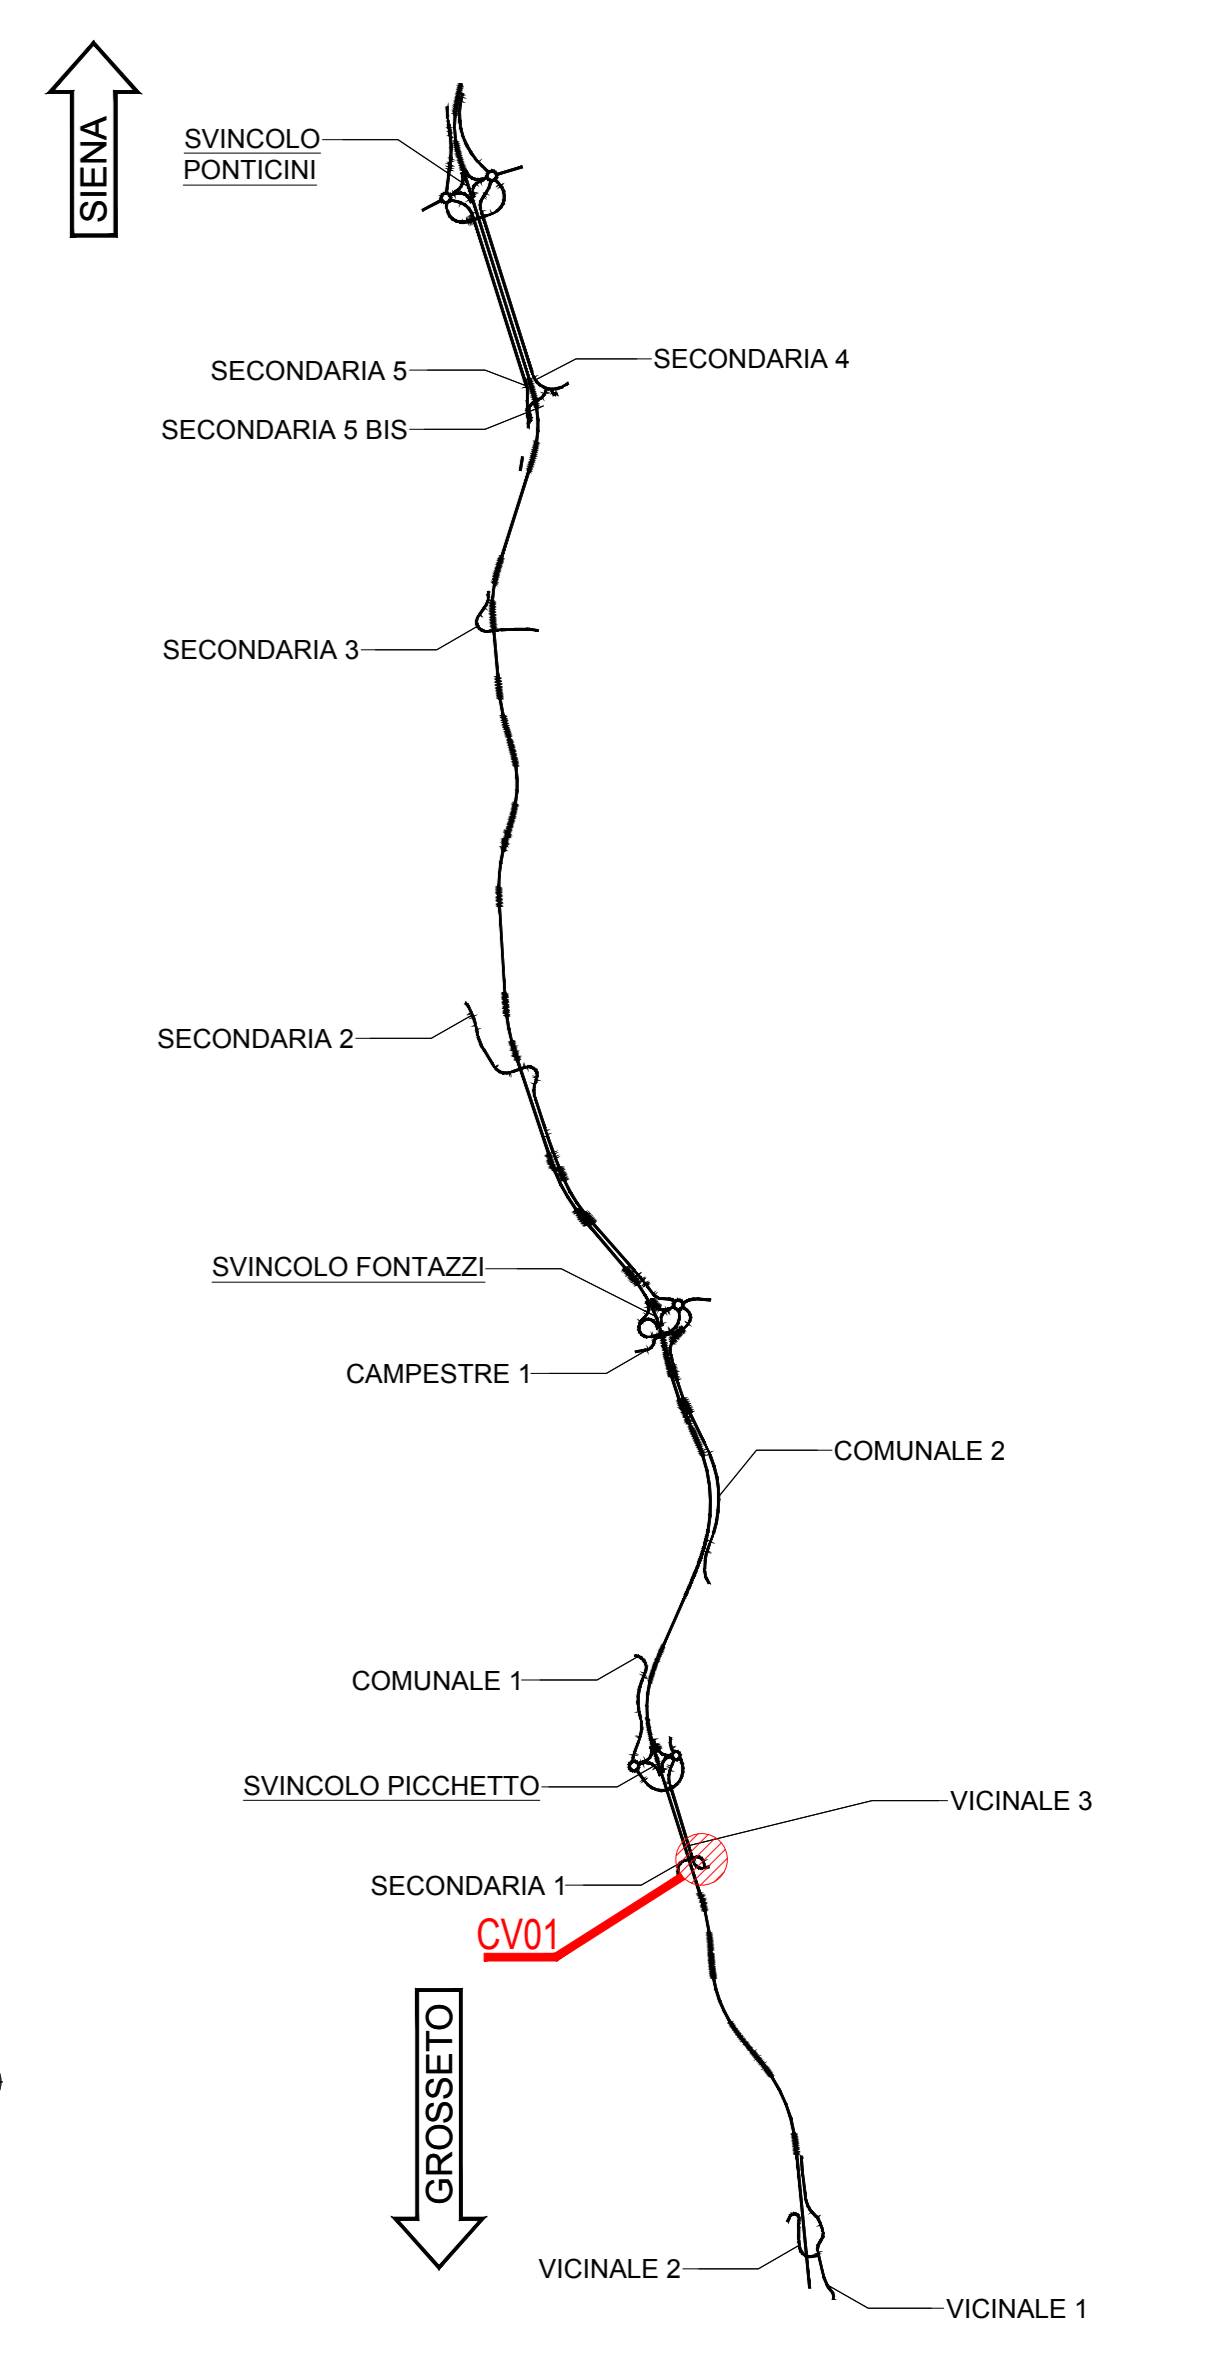 SIENA
SVINCOLO
PONTICINI
SECONDARIA 4
SECONDARIA 5
SECONDARIA 5 BIS
SECONDARIA 3
SECONDARIA 2
SVINCOLO FONTAZZI
CAMPESTRE 1
COMUNALE 2
COMUNALE 1
SVINCOLO PICCHETTO
VICINALE 3
SECONDARIA 1
CV01
GROSSETO
VICINALE 2
VICINALE 1